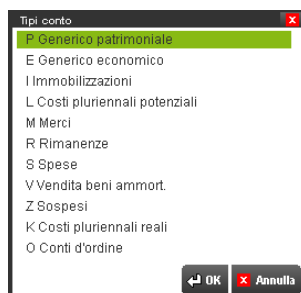 Tipi conto
P Generico patrimoniale
E Generico economico
I Immobilizzazioni
L Costi pluriennali potenziali
M Merci
R Rimanenze
S Spese
V Vendita beni ammort.
Z Sospesi
K Costi pluriennali reali
O Conti d'ordine
OK X Annulla